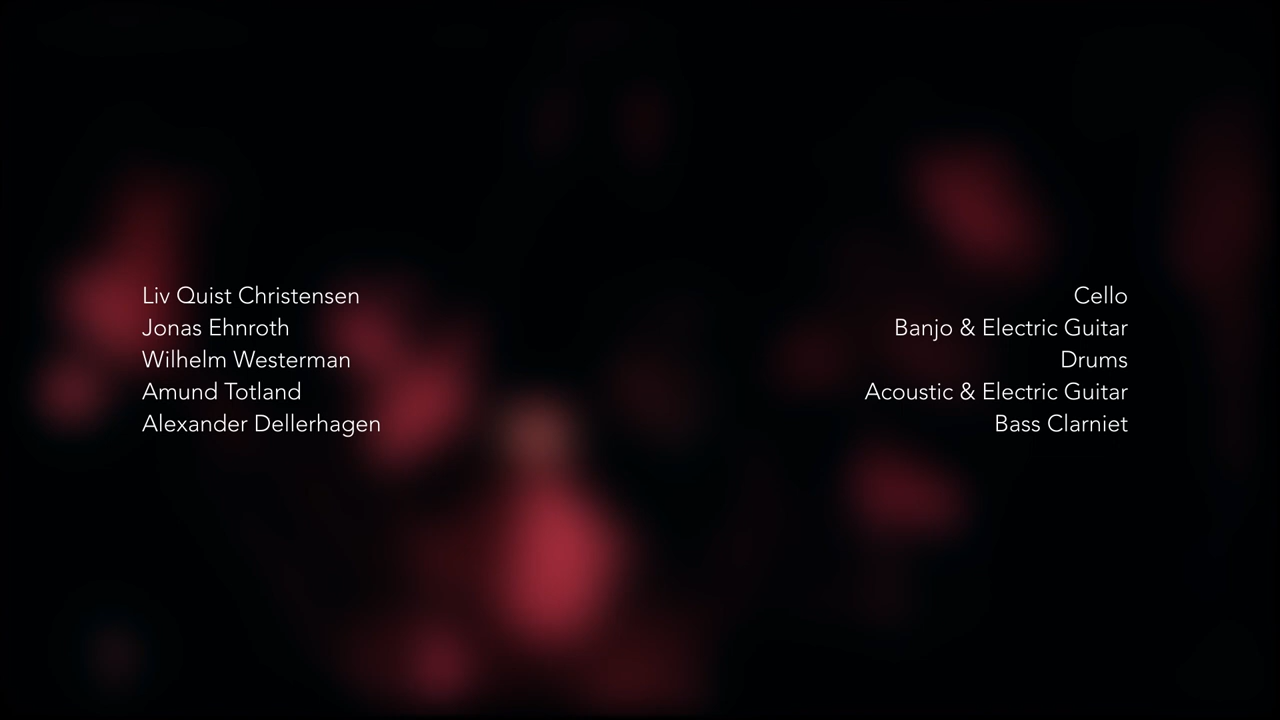 Liv Quist Christensen Cello
Jonas Ehnroth Banjo & Electric Guitar
Wilhelm Westerman Drums
Amund Totland Acoustic & Electric Guitar
Alexander Dellerhagen Bass Clarniet